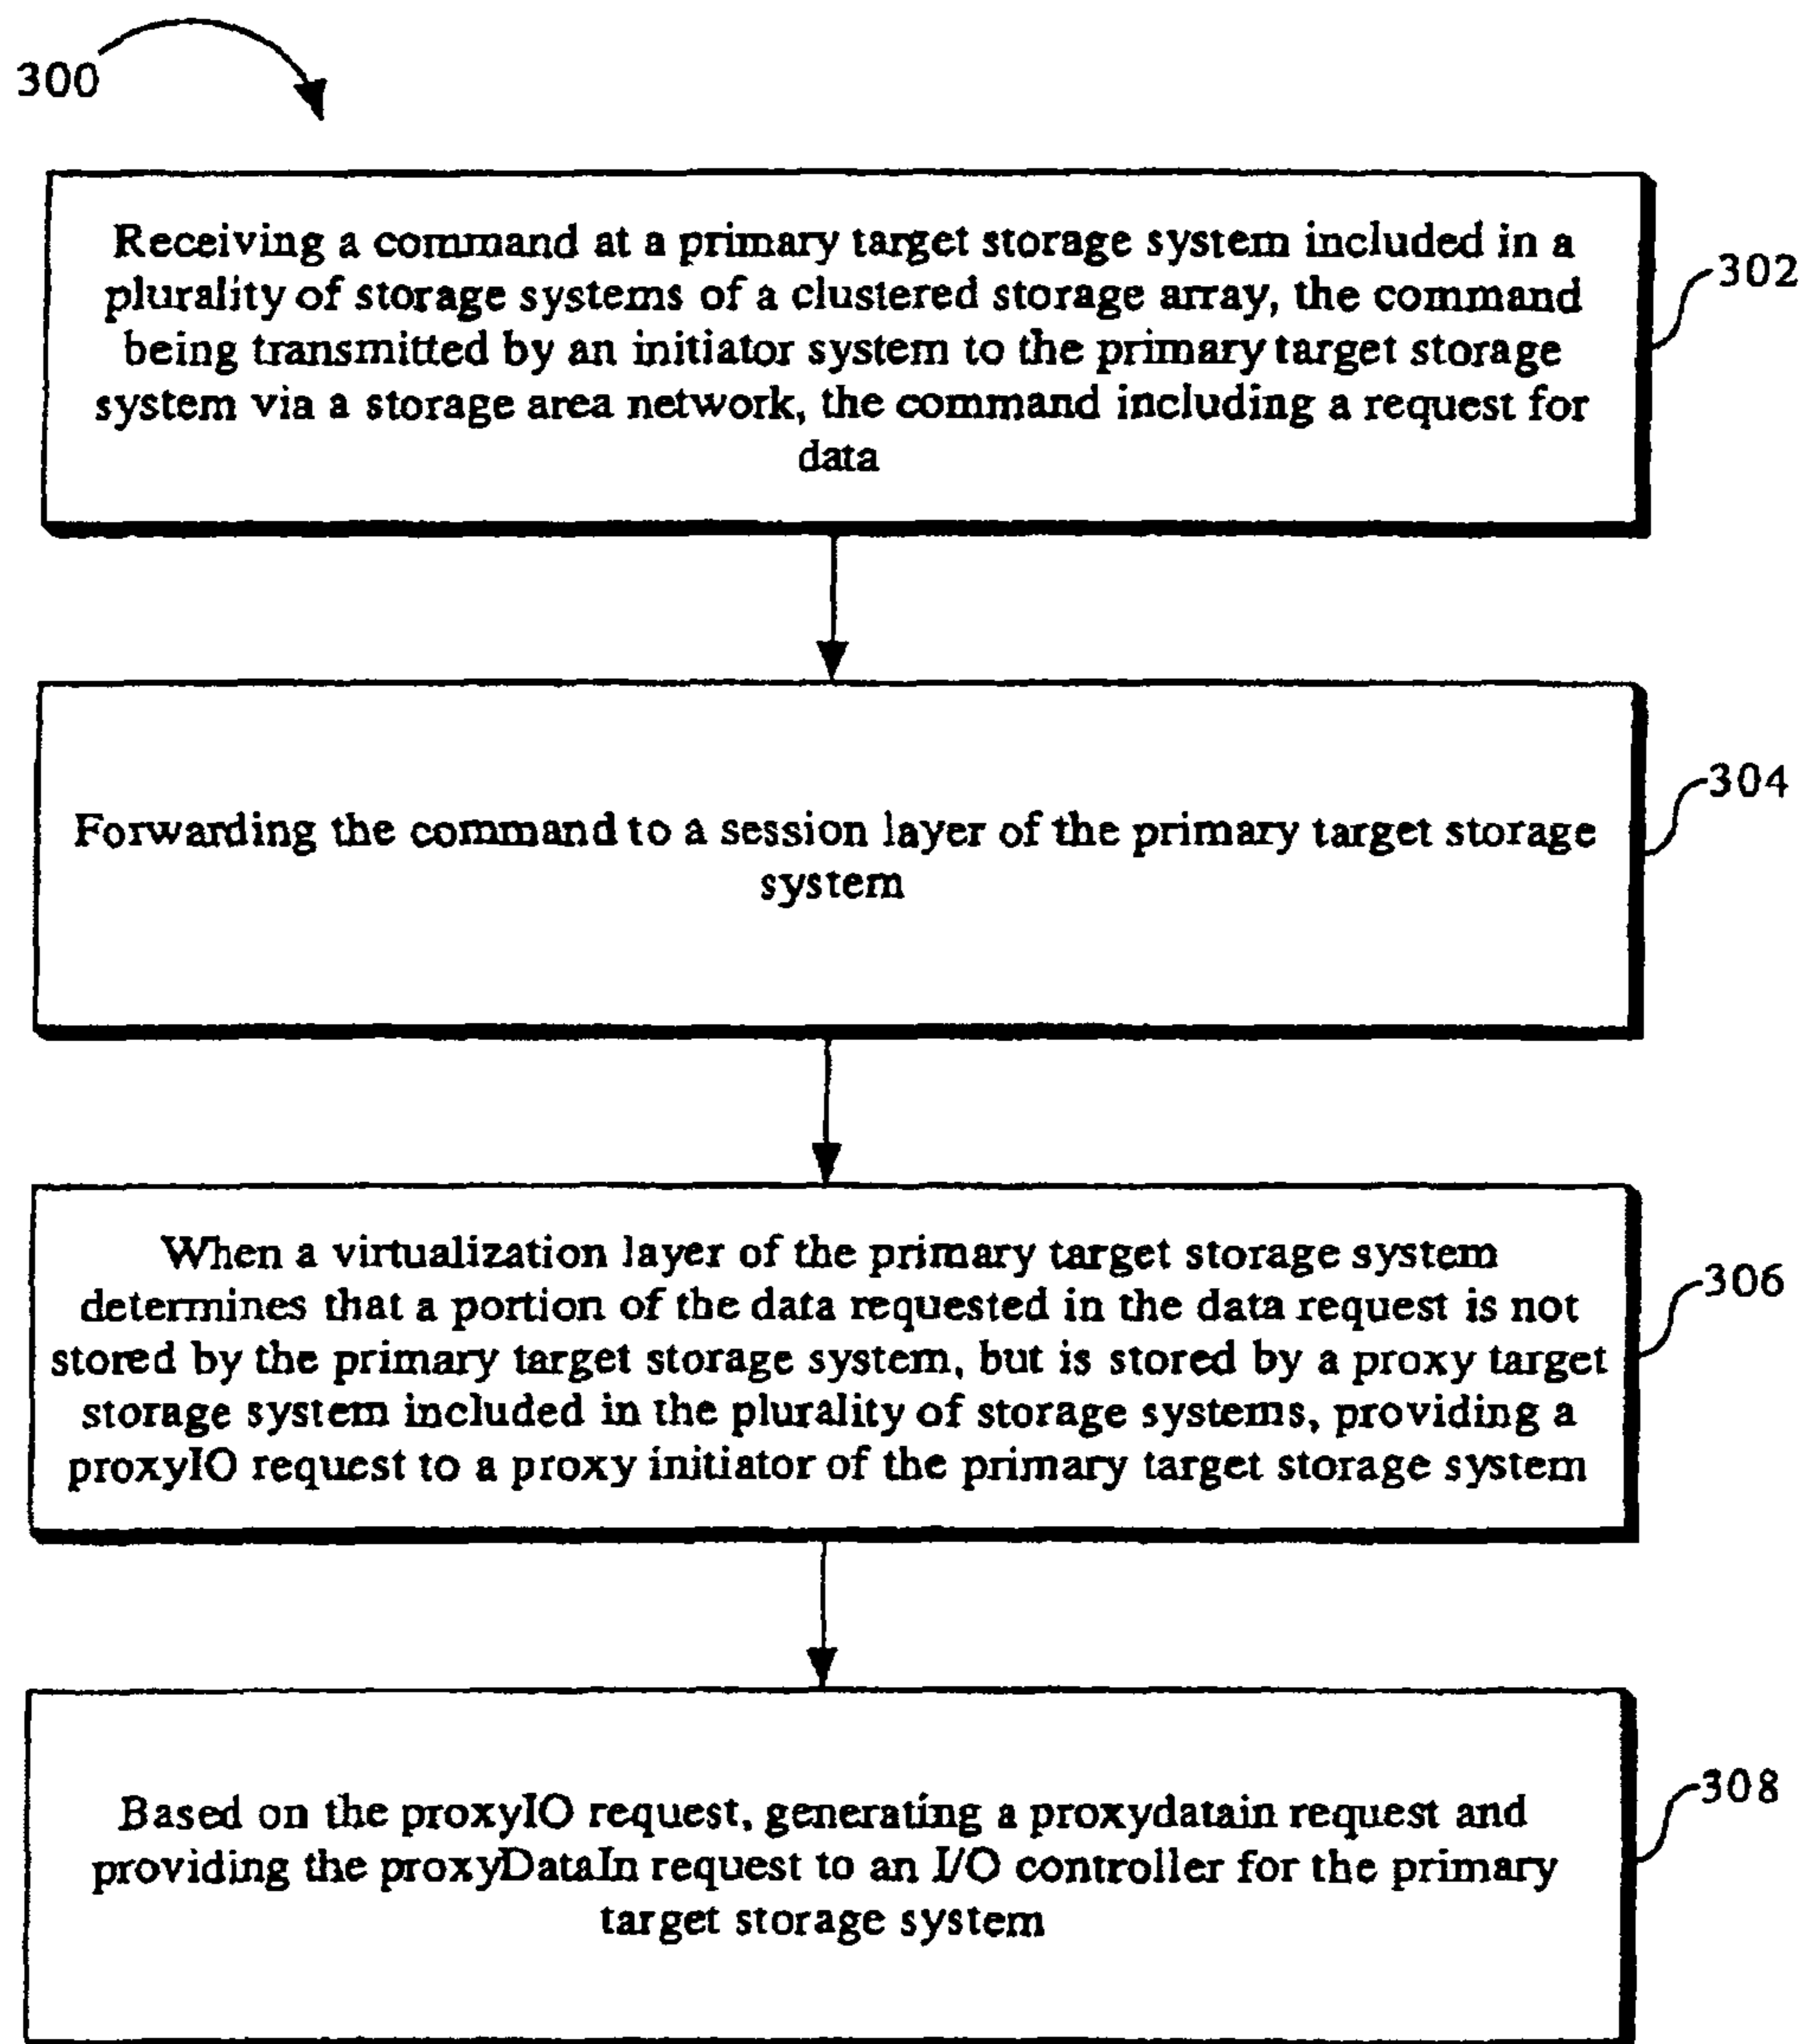 300
Receiving a command at a primary target storage system included in a
plurality of storage systems of a clustered storage array, the command
being transmitted by an initiator system to the primary target storage
system via a storage area network, the command including a request for
data
302
Forwarding the command to a session layer of the primary target storage
system
304
When a virtualization layer of the primary target storage system
determines that a portion of the data requested in the data request is not
stored by the primary target storage system, but is stored by a proxy target
storage system included in the plurality of storage systems, providing a
proxyIO request to a proxy initiator of the primary target storage system
306
Based on the proxyIO request, generating a proxydatain request and
providing the proxyDataIn request to an I/O controller for the primary
target storage system
308